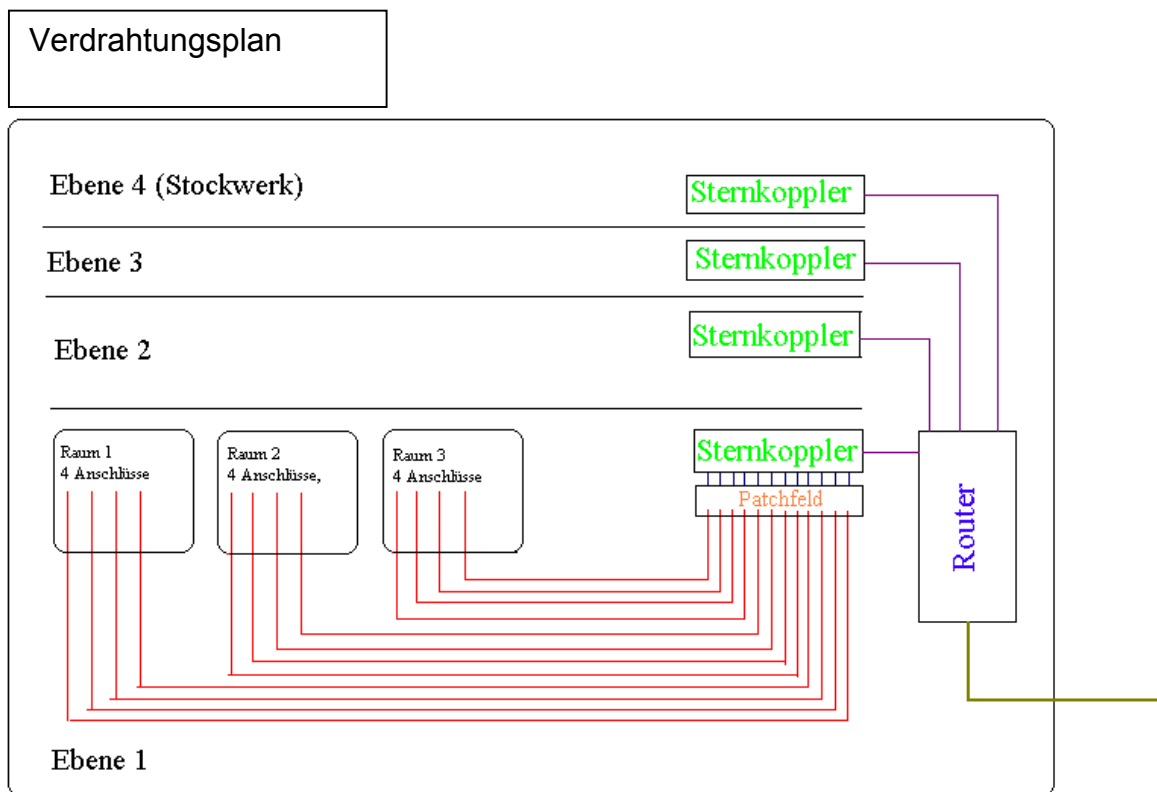 Verdrahtungsplan
Ebene 4 (Stockwerk)
Sternkoppler
Ebene 3
Sternkoppler
Ebene 2
Sternkoppler
Raum 1
4 Anschlüsse
Raum 2
4 Anschlüsse,
Raum 3
4 Anschlüsse
Sternkoppler
Patchfeld
Router
Ebene 1